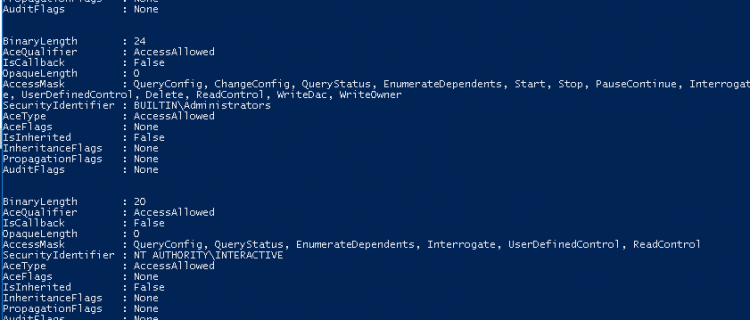 PropagationFlags : None
AuditFlags : None
BinaryLength : 24
AceQualifier : AccessAllowed
IsCallback : False
OpaqueLength : 0
AccessMask : QueryConfig, ChangeConfig, QueryStatus, EnumerateDependents, Start, Stop, PauseContinue, Interrogat
e, UserDefinedControl, Delete, ReadControl, WriteDac, WriteOwner
SecurityIdentifier : BUILTIN\Administrators
AceType : AccessAllowed
AceFlags : None
IsInherited : False
InheritanceFlags : None
PropagationFlags : None
AuditFlags : None
BinaryLength : 20
AceQualifier : AccessAllowed
IsCallback : False
OpaqueLength : 0
AccessMask : QueryConfig, QueryStatus, EnumerateDependents, Interrogate, UserDefinedControl, ReadControl
SecurityIdentifier : NT AUTHORITY\INTERACTIVE
AceType : AccessAllowed
AceFlags : None
IsInherited : False
InheritanceFlags : None
PropagationFlags : None
AuditFlags : None